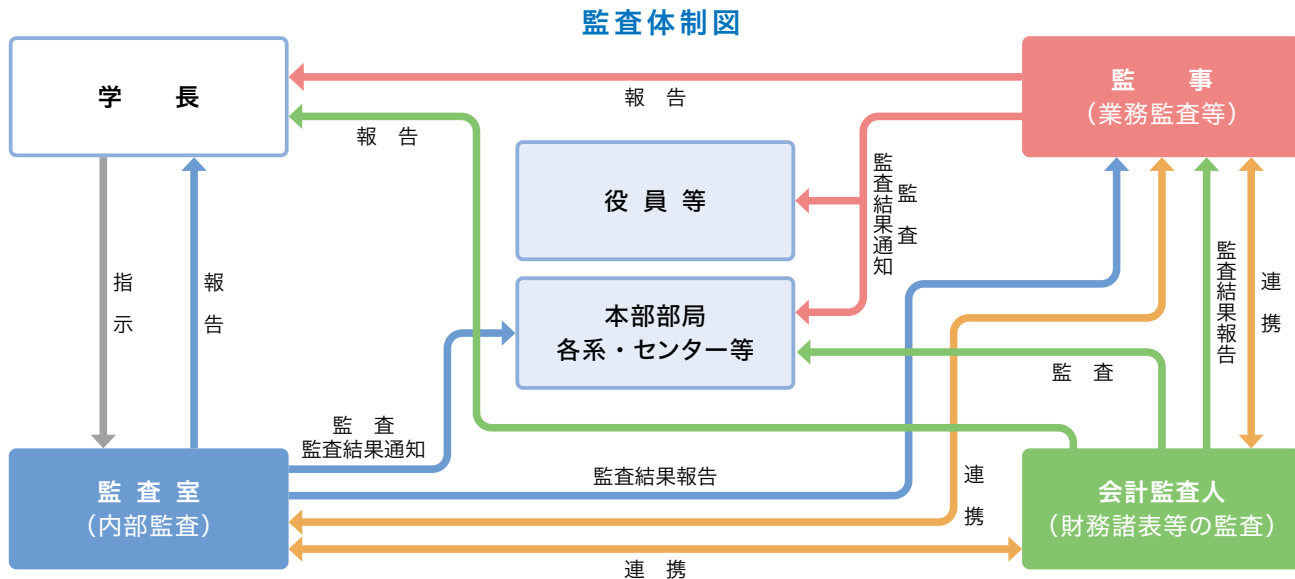 監査体制図
学　長
監　事
（業務監査等）
報　告
報　告
役 員 等
監査結果通知
監　査
本部部局
各系・センター等
指　示
報　告
監査結果報告
連　携
監　査
監　査
監査結果通知
監査結果報告
連　携
監 査 室
（内部監査）
会計監査人
（財務諸表等の監査）
連　携